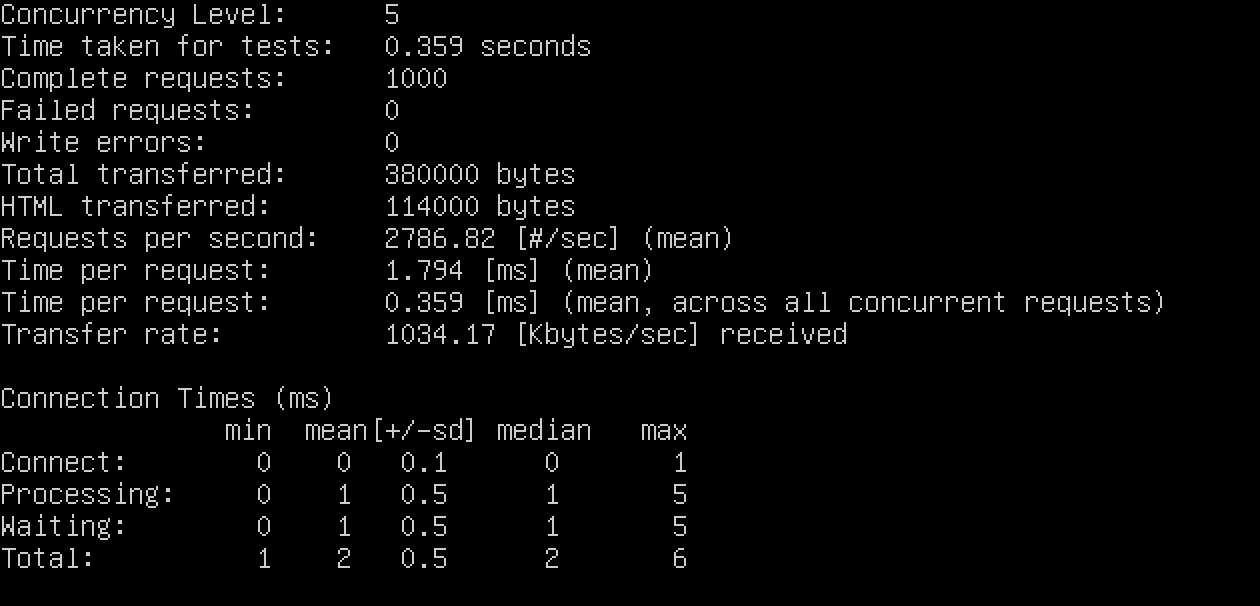 Concurrency Level:      5
Time taken for tests:   0.359 seconds
Complete requests:      1000
Failed requests:        0
Write errors:           0
Total transferred:      380000 bytes
HTML transferred:       114000 bytes
Requests per second:    2786.82 [#/sec] (mean)
Time per request:       1.794 [ms] (mean)
Time per request:       0.359 [ms] (mean, across all concurrent requests)
Transfer rate:          1034.17 [Kbytes/sec] received

Connection Times (ms)
              min  mean[+/-sd] median   max
Connect:        0    0   0.1      0       1
Processing:     0    1   0.5      1       5
Waiting:        0    1   0.5      1       5
Total:          1    2   0.5      2       6